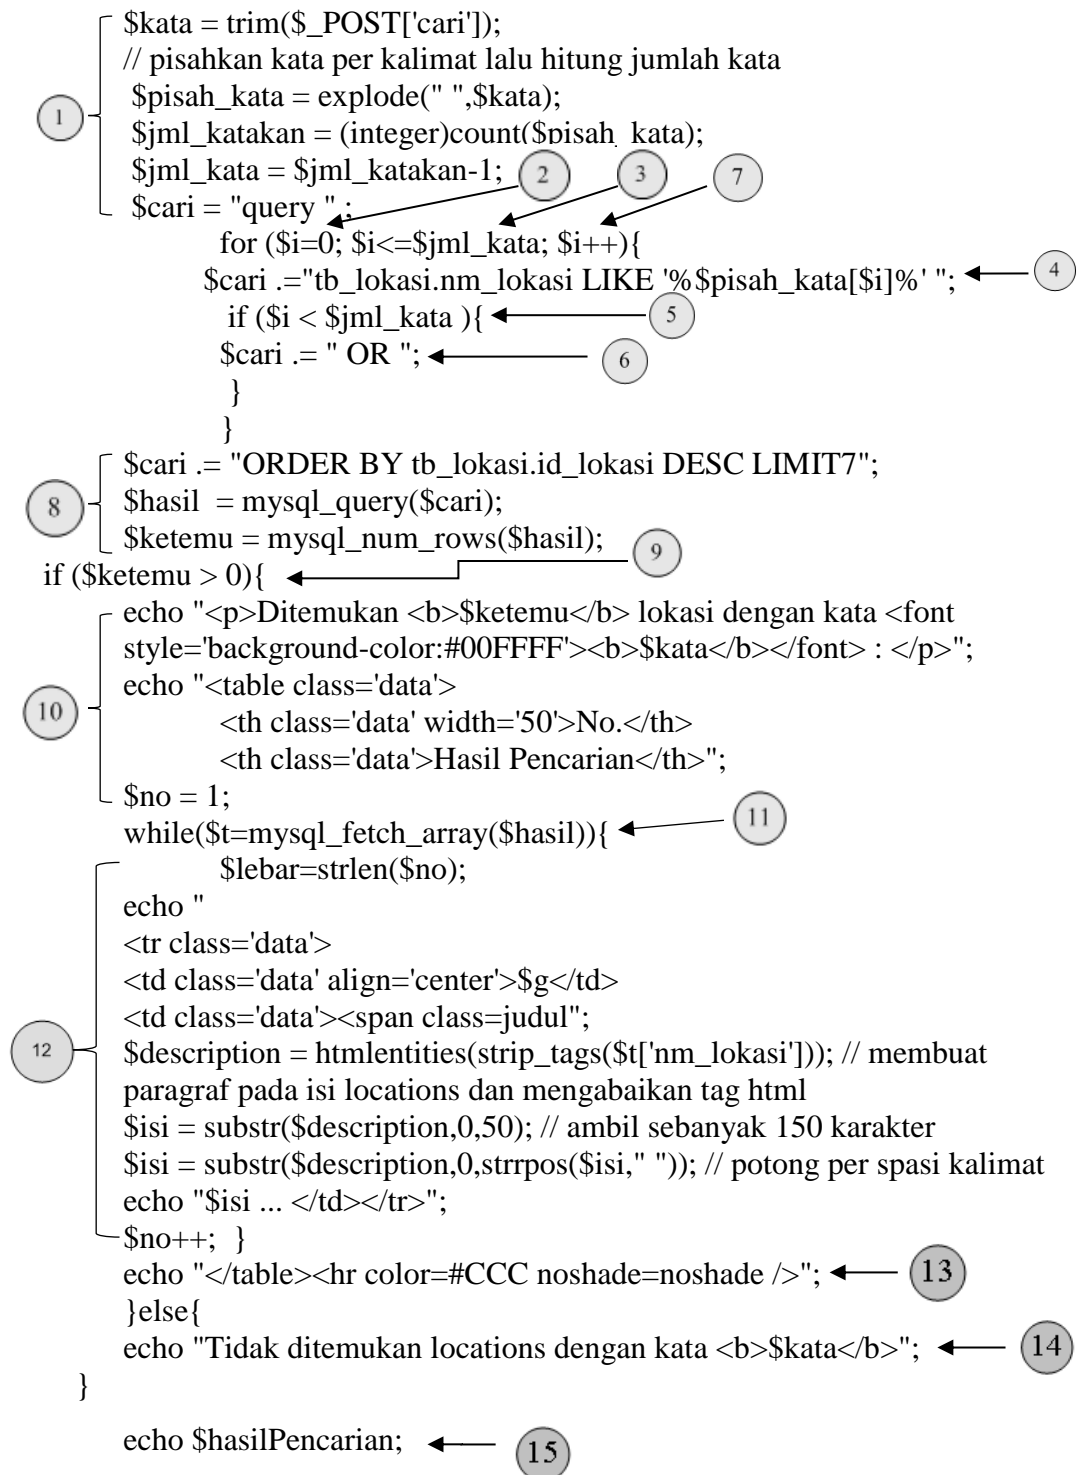 $kata = trim($_POST['cari']);
// pisahkan kata per kalimat lalu hitung jumlah kata
1
$pisah_kata = explode(" ",$kata);
$jml_katakan = (integer)count($pisah_kata);
$jml_kata = $jml_katakan-1;
2
3
7
$cari = "query " ;
for ($i=0; $i<=$jml_kata; $i++){
$cari .="tb_lokasi.nm_lokasi LIKE '%$pisah_kata[$i]%' ";
4
if ($i < $jml_kata ){
5
$cari .= " OR ";
6
}
}
$cari .= "ORDER BY tb_lokasi.id_lokasi DESC LIMIT7";
8
$hasil = mysql_query($cari);
$ketemu = mysql_num_rows($hasil);
9
if ($ketemu > 0){
echo "<p>Ditemukan <b>$ketemu</b> lokasi dengan kata <font
style='background-color:#00FFFF'><b>$kata</b></font> : </p>";
echo "<table class='data'>
10
<th class='data' width='50'>No.</th>
<th class='data'>Hasil Pencarian</th>";
$no = 1;
11
while($t=mysql_fetch_array($hasil)){
$lebar=strlen($no);
echo "
<tr class='data'>
<td class='data' align='center'>$g</td>
<td class='data'><span class=judul";
12
$description = htmlentities(strip_tags($t['nm_lokasi'])); // membuat
paragraf pada isi locations dan mengabaikan tag html
$isi = substr($description,0,50); // ambil sebanyak 150 karakter
$isi = substr($description,0,strrpos($isi," ")); // potong per spasi kalimat
echo "$isi ... </td></tr>";
$no++; }
echo "</table><hr color=#CCC noshade=noshade />";
13
}else{
echo "Tidak ditemukan locations dengan kata <b>$kata</b>";
14
}
echo $hasilPencarian;
15